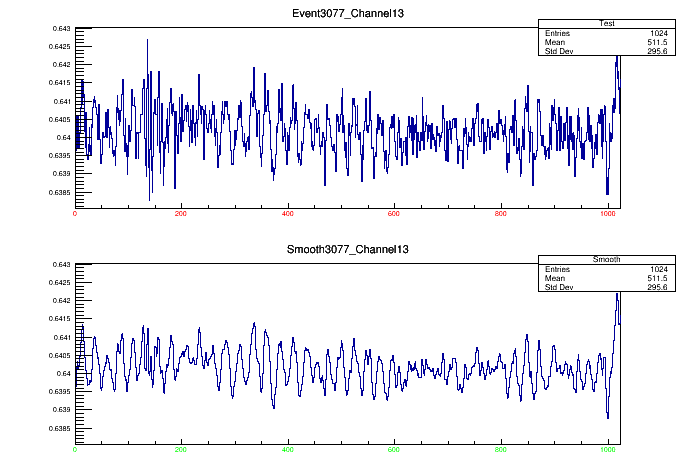 Event3077_Channel13
Test
Entries 1024
Mean 511.5
Std Dev 295.6
0.643
0.6425
0.642
0.6415
0.641
0.6405
0.64
0.6395
0.639
0.6385
0 200 400 600 800 1000
Smooth3077_Channel13
Smooth
Entries 1024
Mean 511.5
Std Dev 295.6
0.643
0.6425
0.642
0.6415
0.641
0.6405
0.64
0.6395
0.639
0.6385
0 200 400 600 800 1000